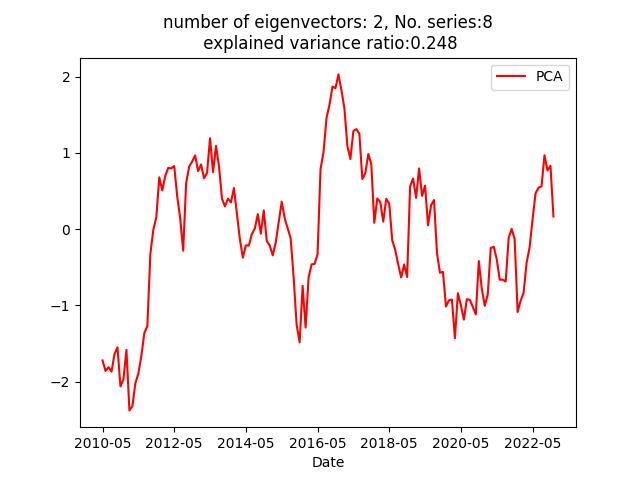 number of eigenvectors: 2, No. series:8
explained variance ratio:0.248
PCA
2
1
0
−1
−2
2010-05 2012-05 2014-05 2016-05 2018-05 2020-05 2022-05
Date